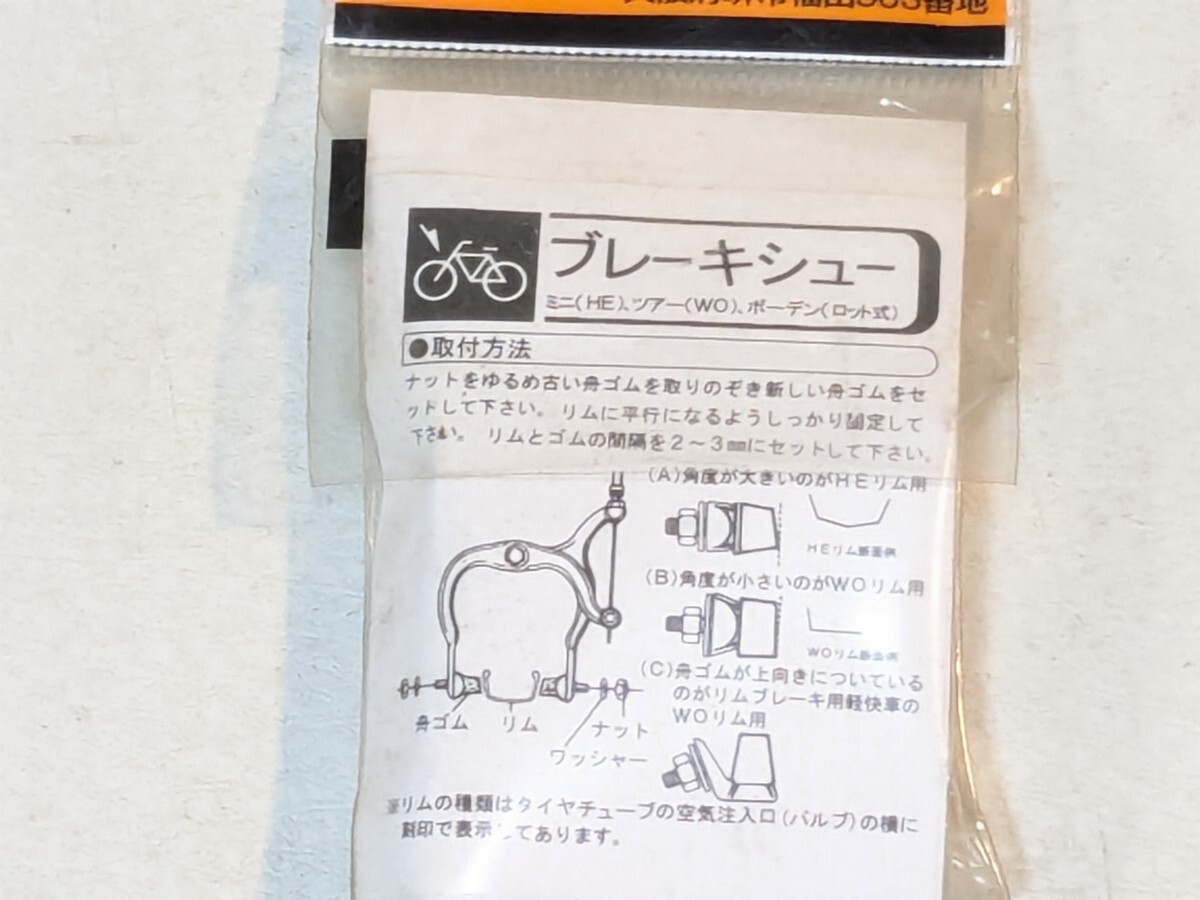 ブレーキシュー
ミニ(HE)、ツアー(WO)、ボーデン(ロット式)
●取付方法
ナットをゆるめ古い舟ゴムを取りのぞき新しい舟ゴムをセ
ットして下さい。リムに平行になるようしっかり固定して
下さい。リムとゴムの間隔を2～3㎜にセットして下さい。
(A)角度が大きいのがHEリム用
HEリム断面例
(B)角度が小さいのがWOリム用
WOリム断面例
(C)舟ゴムが上向きについている
のがリムブレーキ用軽快車の
WOリム用
舟ゴム
リム
ナット
ワッシャー
※リムの種類はタイヤチューブの空気注入口(バルブ)の横に
刻印で表示してあります。